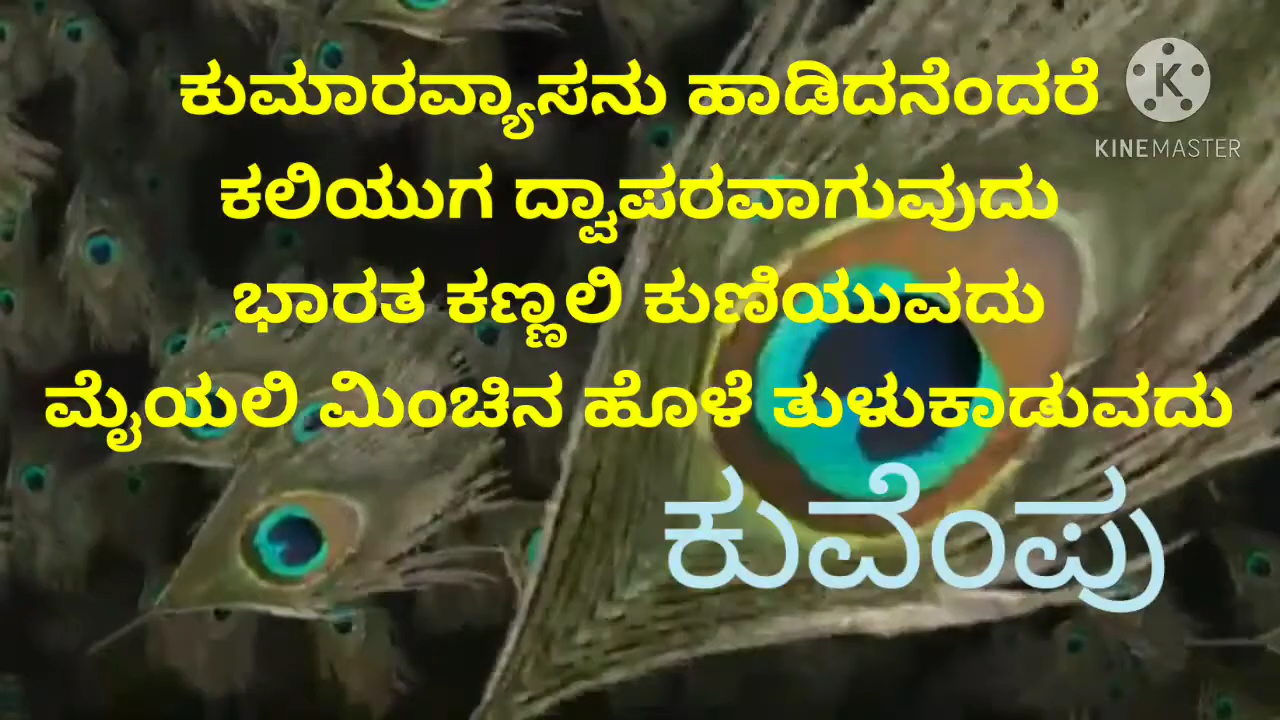 ಕುಮಾರವ್ಯಾಸನು ಹಾಡಿದನೆಂದರೆ
ಕಲಿಯುಗ ದ್ವಾಪರವಾಗುವುದು
ಭಾರತ ಕಣ್ಣಲಿ ಕುಣಿಯುವದು
ಮೈಯಲಿ ಮಿಂಚಿನ ಹೊಳೆ ತುಳುಕಾಡುವದು
ಕುವೆಂಪು
K
KINEMASTER